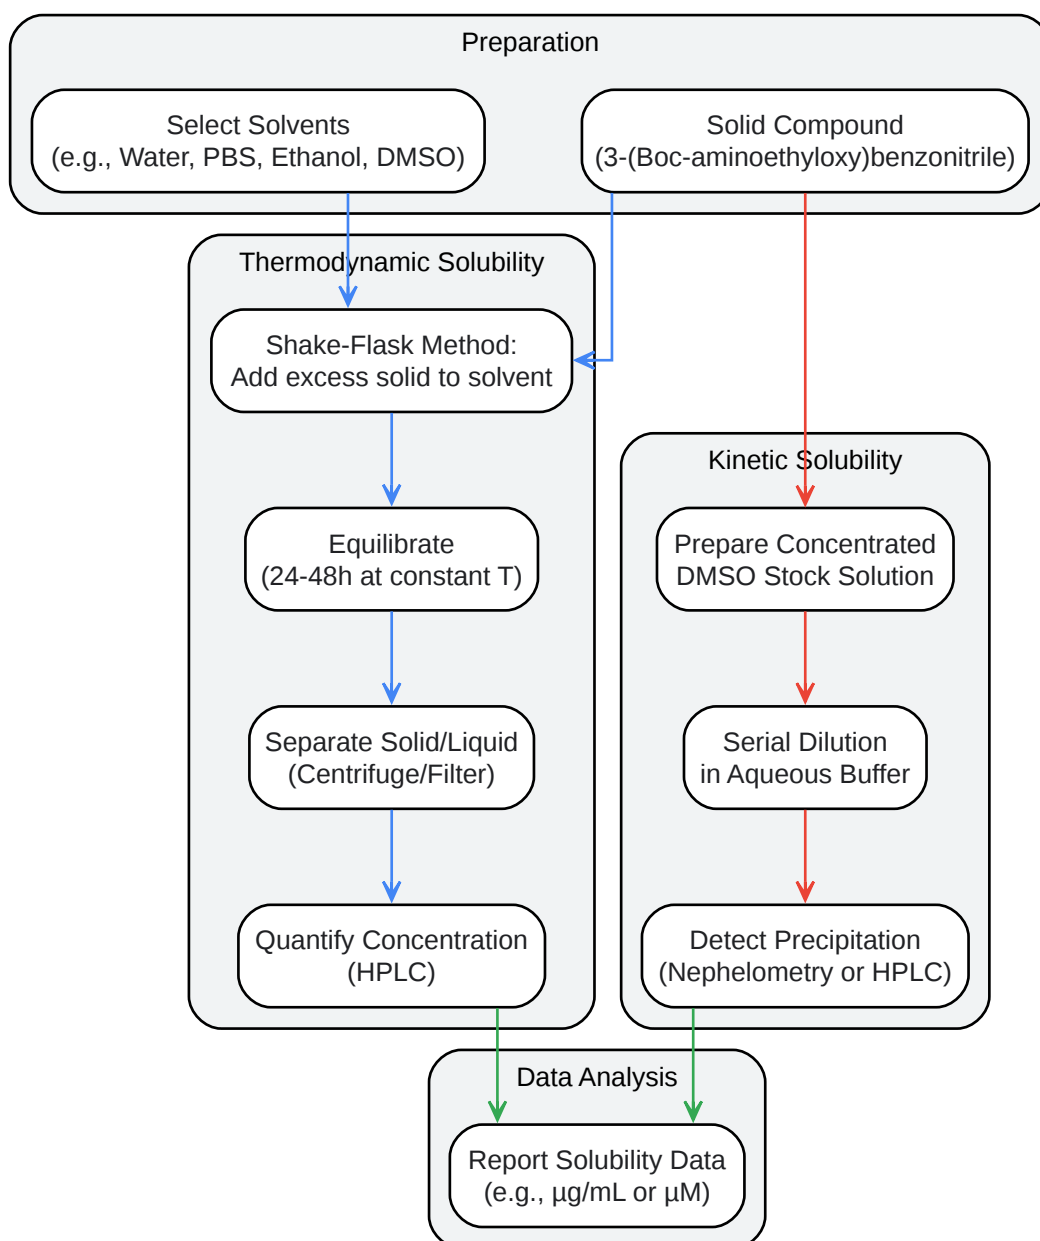 Preparation
Select Solvents
(e.g., Water, PBS, Ethanol, DMSO)
Solid Compound
(3-(Boc-aminoethyloxy)benzonitrile)
Thermodynamic Solubility
Shake-Flask Method:
Add excess solid to solvent
Equilibrate
(24-48h at constant T)
Separate Solid/Liquid
(Centrifuge/Filter)
Quantify Concentration
(HPLC)
Kinetic Solubility
Prepare Concentrated
DMSO Stock Solution
Serial Dilution
in Aqueous Buffer
Detect Precipitation
(Nephelometry or HPLC)
Data Analysis
Report Solubility Data
(e.g., µg/mL or µM)